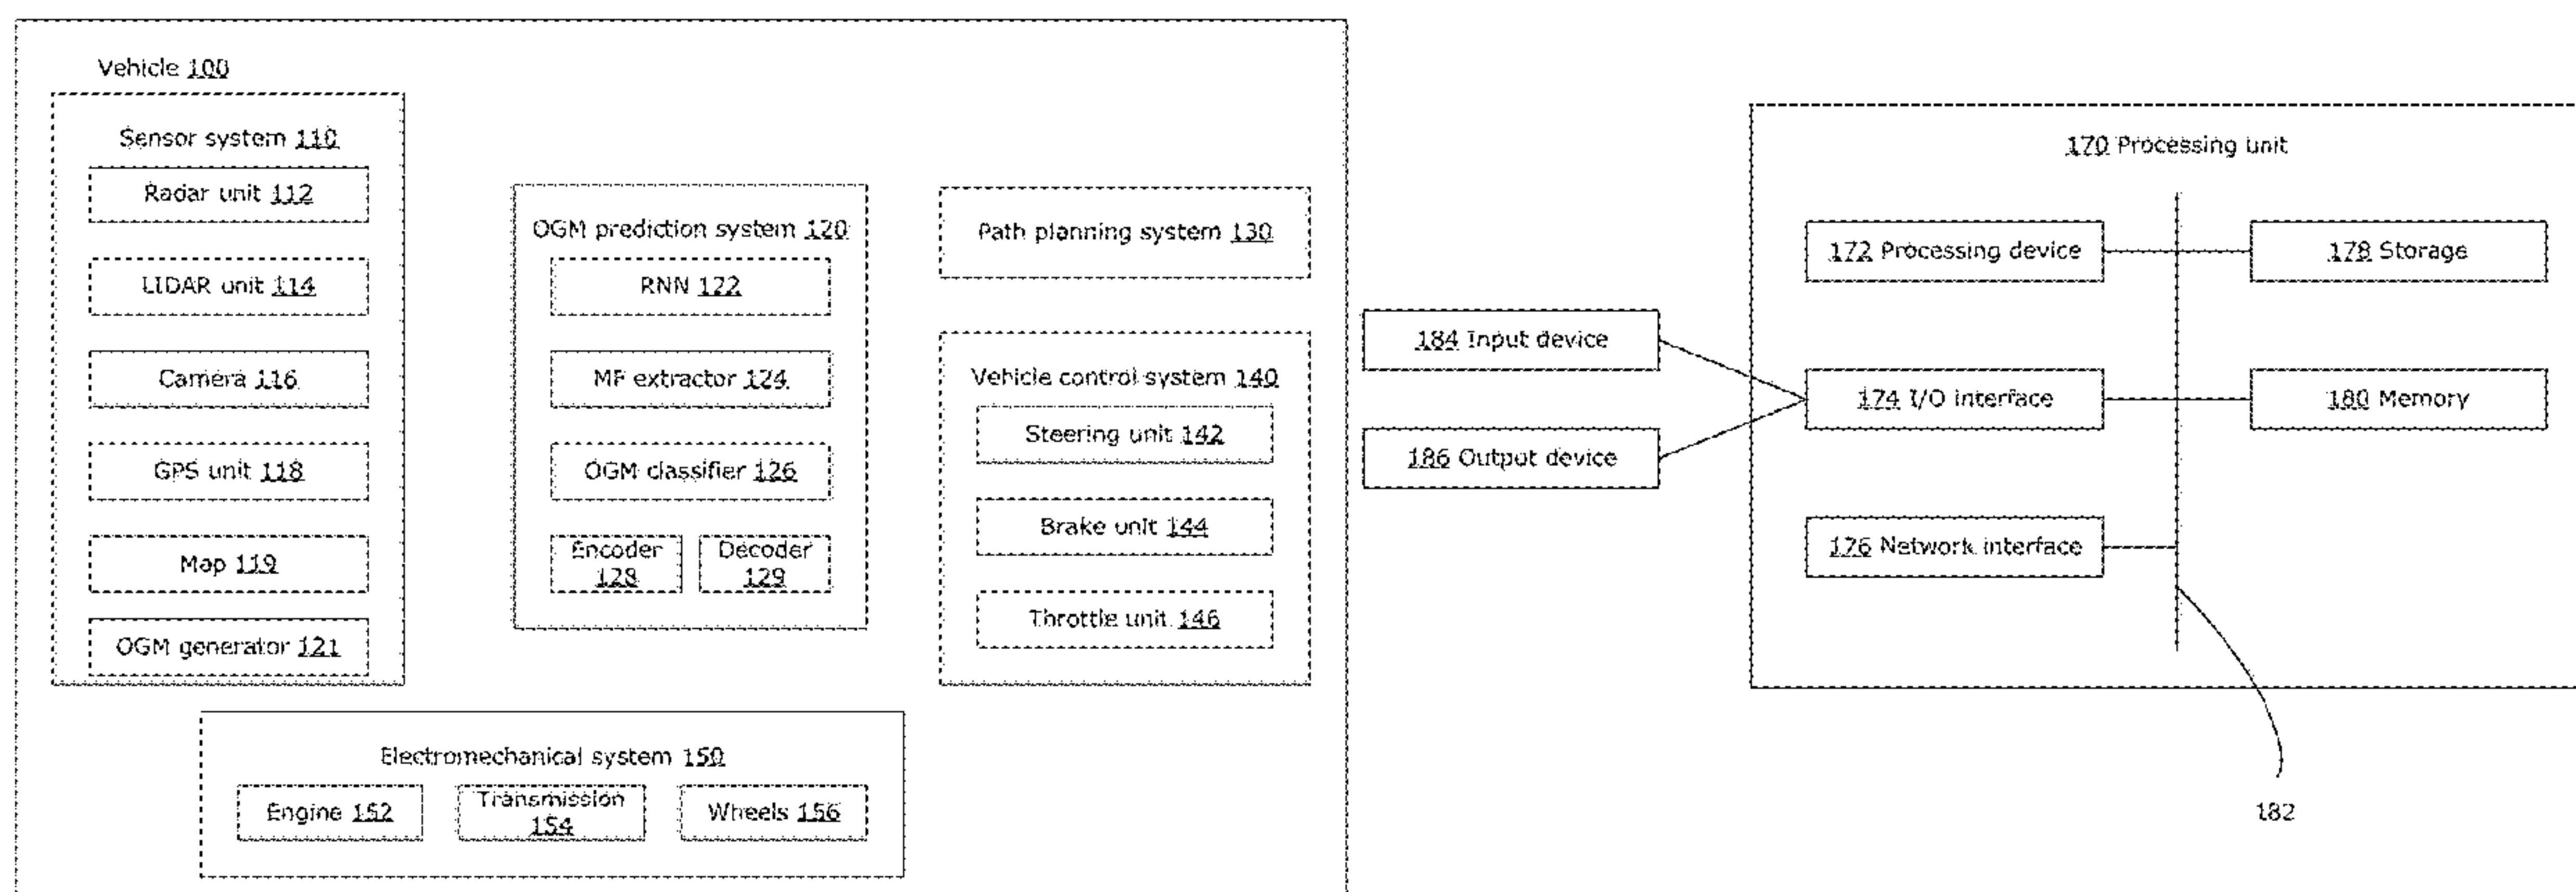 Vehicle 100
Sensor system 110
Radar unit 112
LIDAR unit 114
Camera 116
GPS unit 118
Map 119
OGM generator 121
OGM prediction system 120
RNN 122
MF extractor 124
OGM classifier 126
Encoder
128
Decoder
129
Path planning system 130
Vehicle control system 140
Steering unit 142
Brake unit 144
Throttle unit 146
Electromechanical system 150
Engine 152
Transmission
154
Wheels 156
184 Input device
186 Output device
170 Processing unit
172 Processing device
178 Storage
174 I/O interface
180 Memory
176 Network interface
182